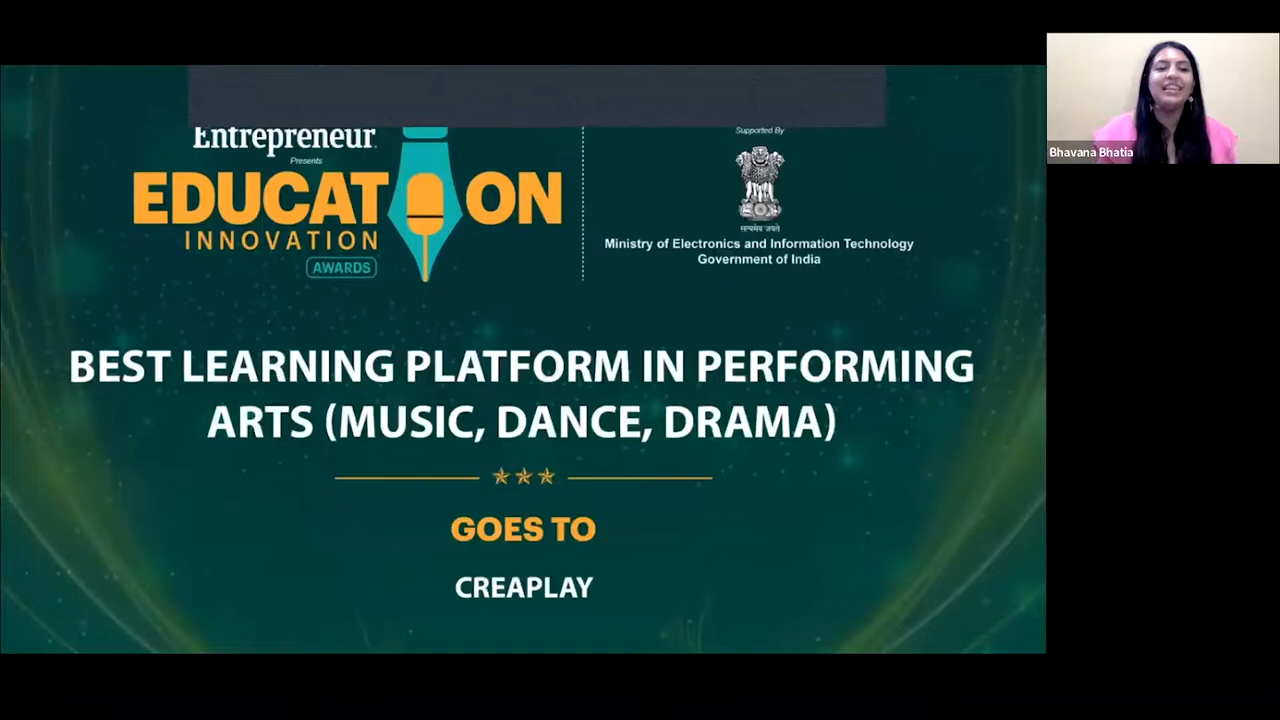 Entrepreneur
Presents
EDUCATION
INNOVATION
AWARDS
Supported By
सत्यमेव जयते
Ministry of Electronics and Information Technology
Government of India
BEST LEARNING PLATFORM IN PERFORMING
ARTS (MUSIC, DANCE, DRAMA)
GOES TO
CREAPLAY
Bhavana Bhatia